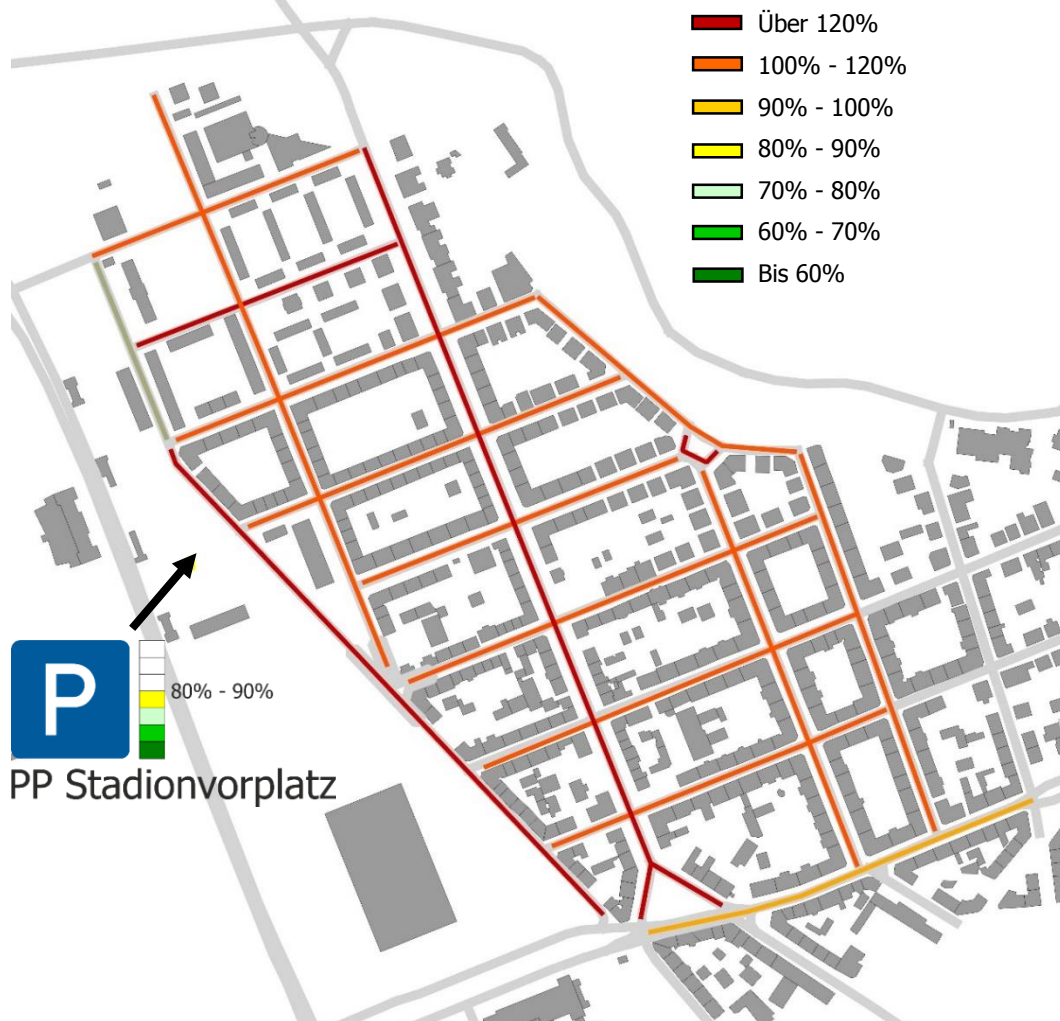 Über 120%
100% - 120%
90% - 100%
80% - 90%
70% - 80%
60% - 70%
Bis 60%
P
80% - 90%
PP Stadionvorplatz